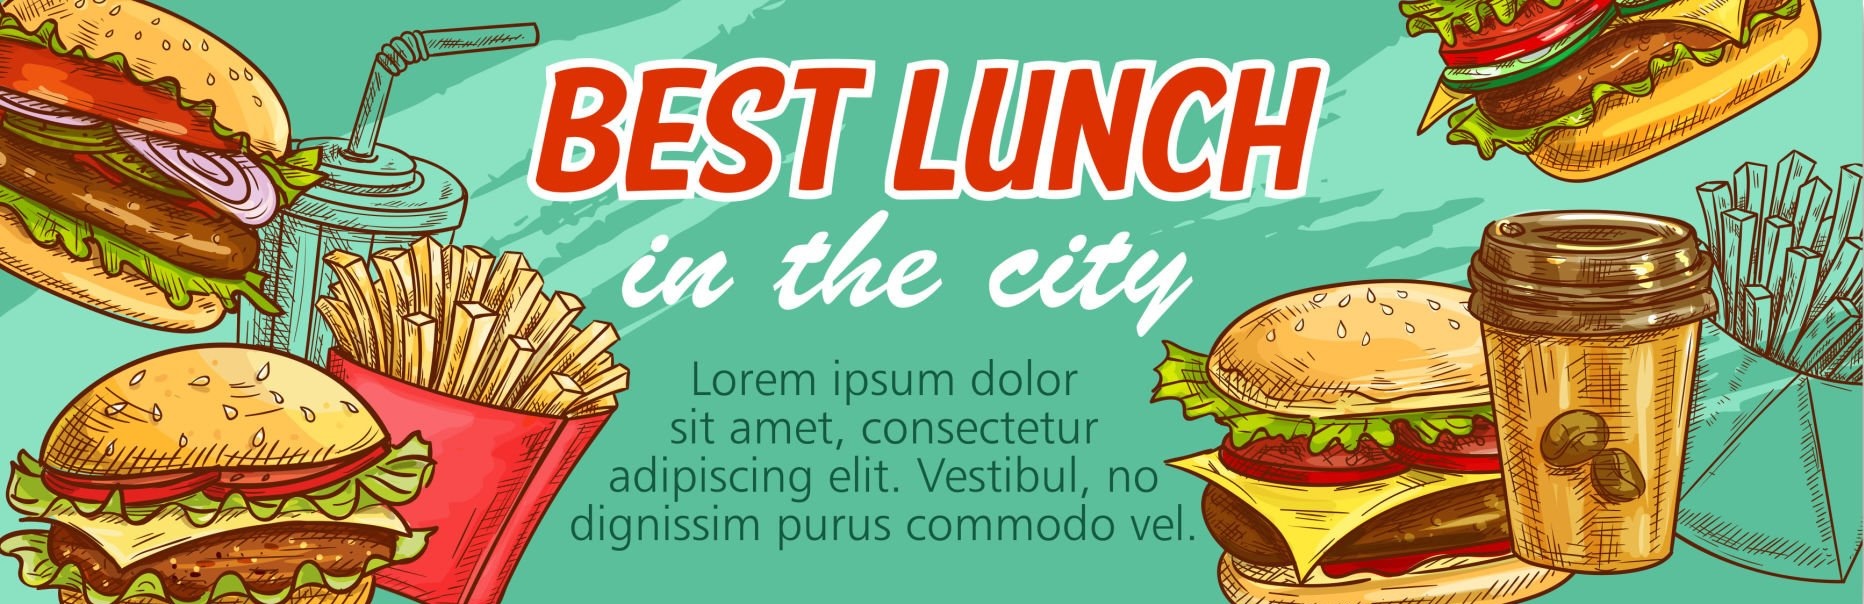 BEST LUNCH
in the city
Lorem ipsum dolor
sit amet, consectetur
adipiscing elit. Vestibul, no
dignissim purus commodo vel.